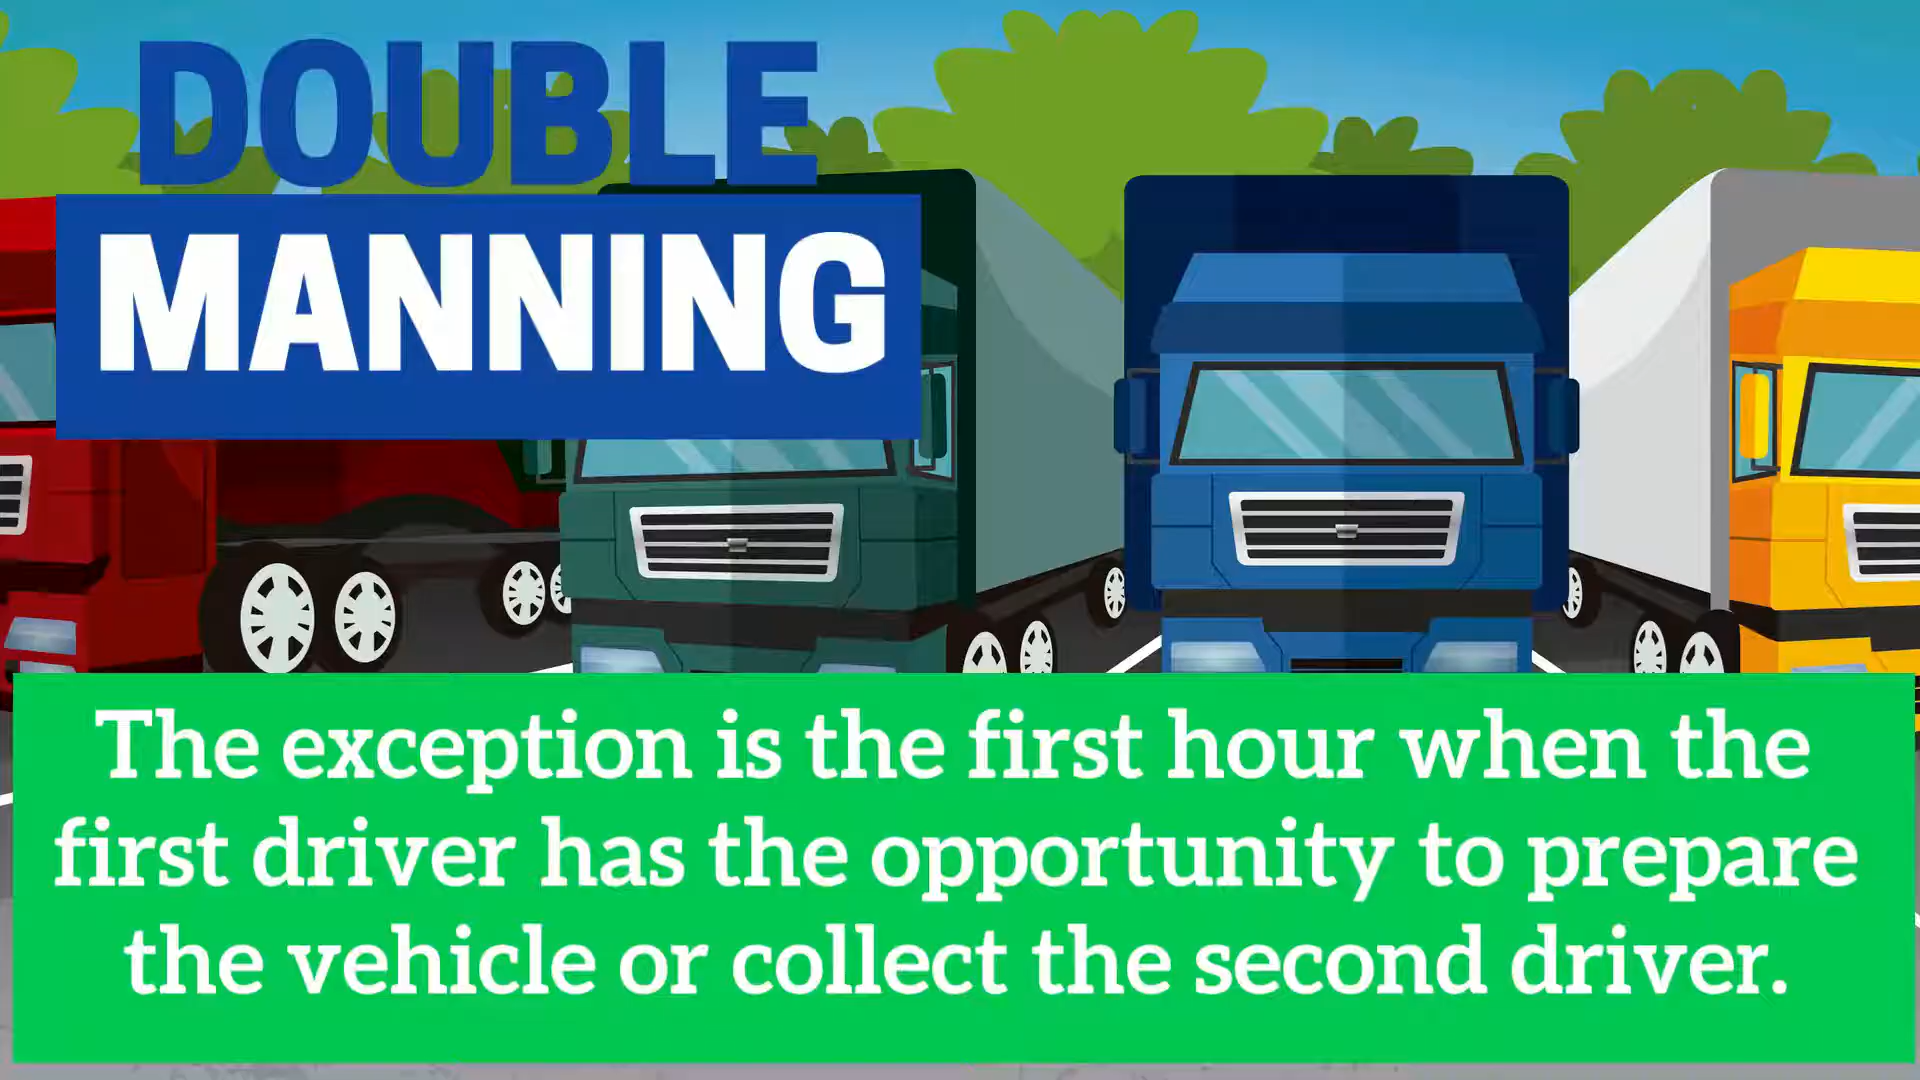 DOUBLE
MANNING
The exception is the first hour when the
first driver has the opportunity to prepare
the vehicle or collect the second driver.